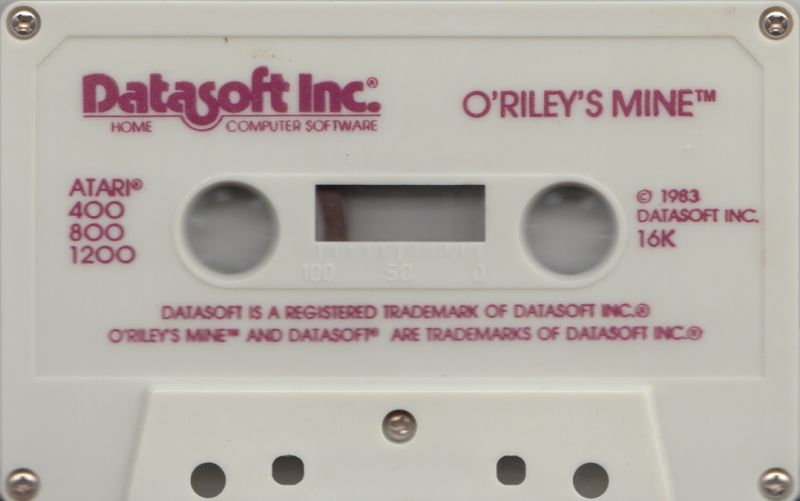 Datasoft Inc.®
HOME COMPUTER SOFTWARE
O'RILEY'S MINE™
ATARI®
400
800
1200
© 1983
DATASOFT INC.
16K
100 50 0
DATASOFT IS A REGISTERED TRADEMARK OF DATASOFT INC.®
O'RILEY'S MINE™ AND DATASOFT® ARE TRADEMARKS OF DATASOFT INC.®